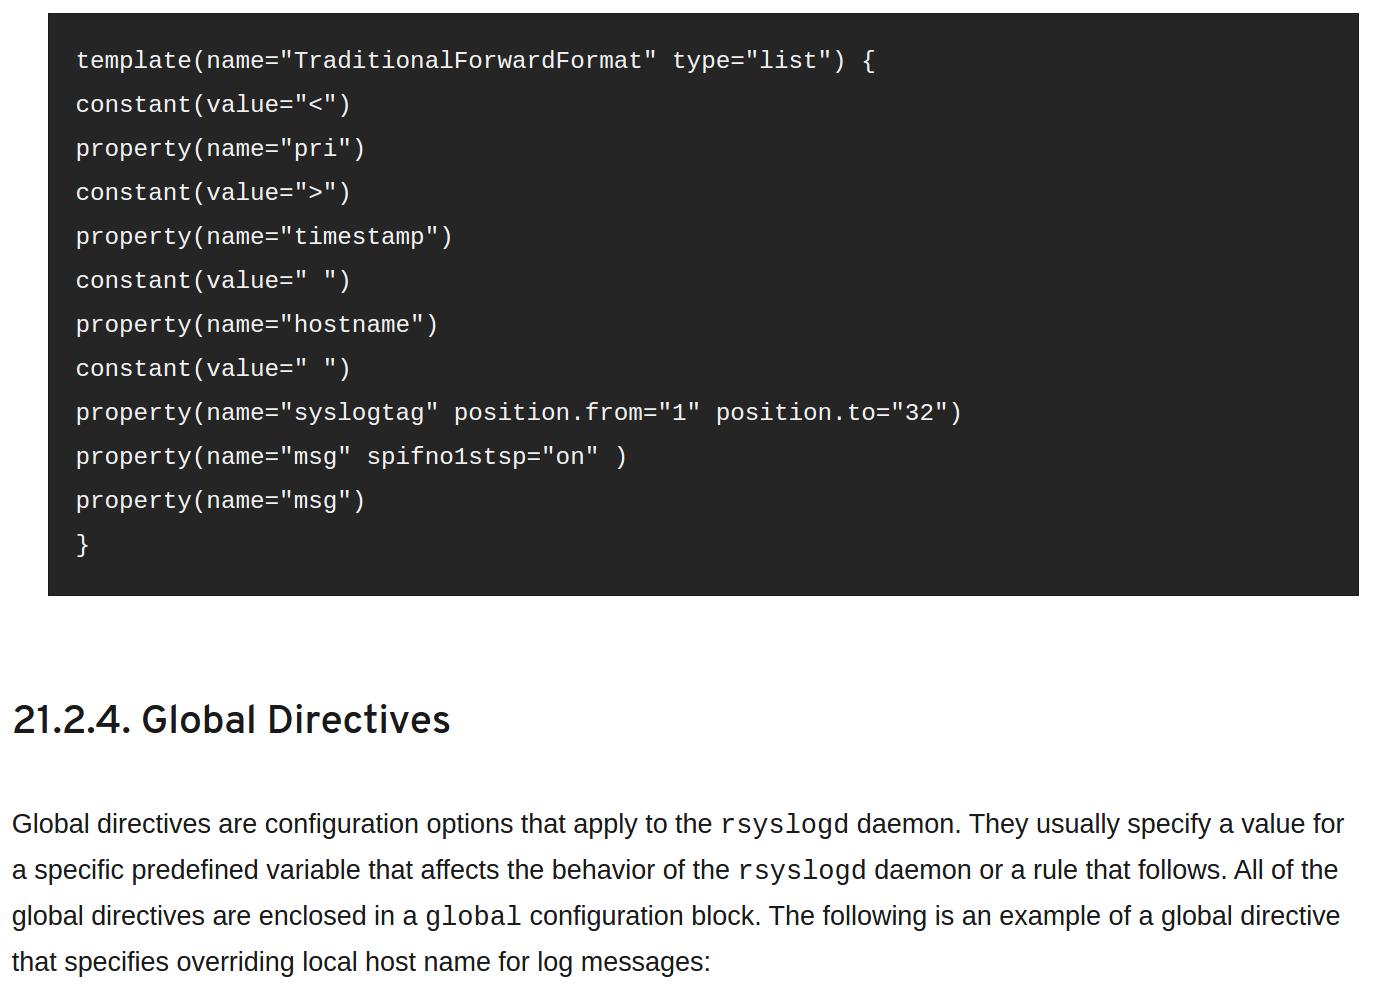 template(name="TraditionalForwardFormat" type="list") {
constant(value="<")
property(name="pri")
constant(value=">")
property(name="timestamp")
constant(value=" ")
property(name="hostname")
constant(value=" ")
property(name="syslogtag" position.from="1" position.to="32")
property(name="msg" spifno1stsp="on" )
property(name="msg")
}
21.2.4. Global Directives
Global directives are configuration options that apply to the rsyslogd daemon. They usually specify a value for
a specific predefined variable that affects the behavior of the rsyslogd daemon or a rule that follows. All of the
global directives are enclosed in a global configuration block. The following is an example of a global directive
that specifies overriding local host name for log messages: